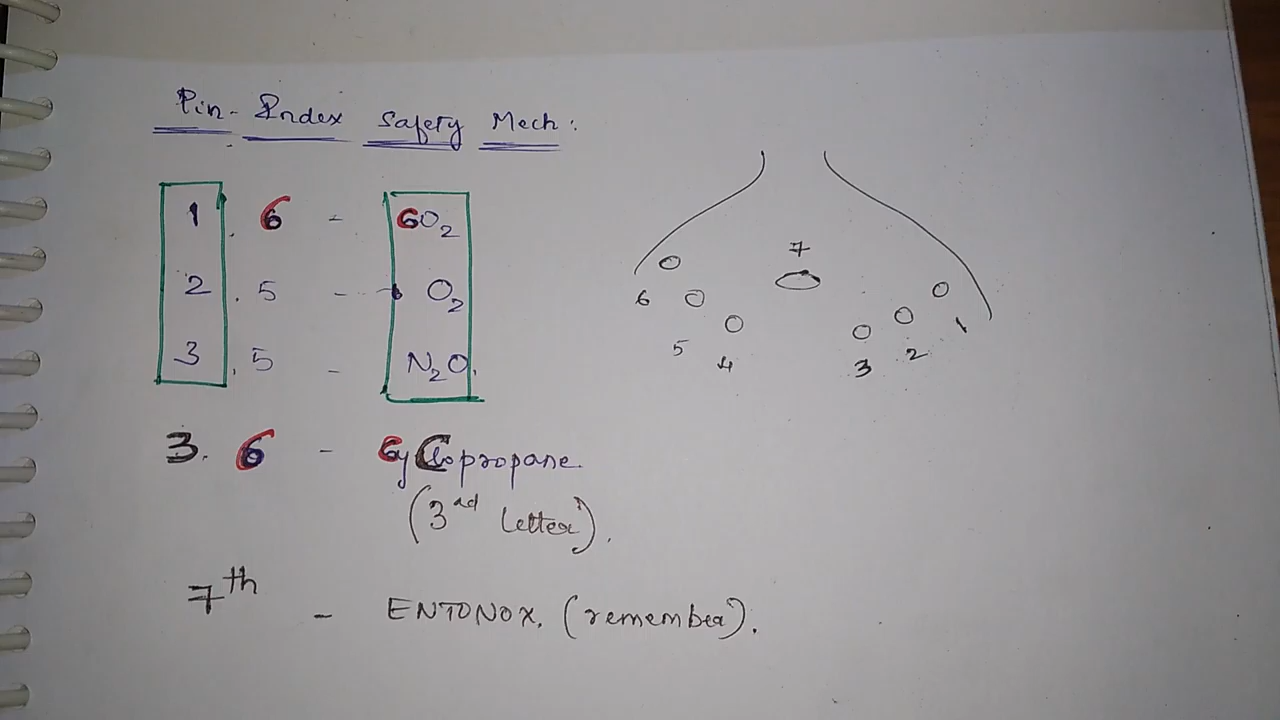 Pin-Index Safety Mech:
1. 6 - CO2
2. 5 - O2
3. 5 - N2O.
3. 6 - CyClopropane.
(3rd letter).
7th - ENTONOX. (remember).
7
6
5
4
3
2
1